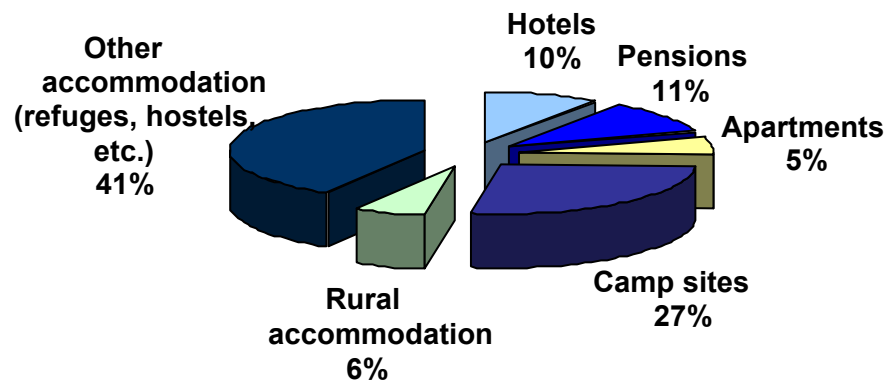 Other
accommodation
(refuges, hostels,
etc.)
41%
Hotels
10%
Pensions
11%
Apartments
5%
Camp sites
27%
Rural
accommodation
6%